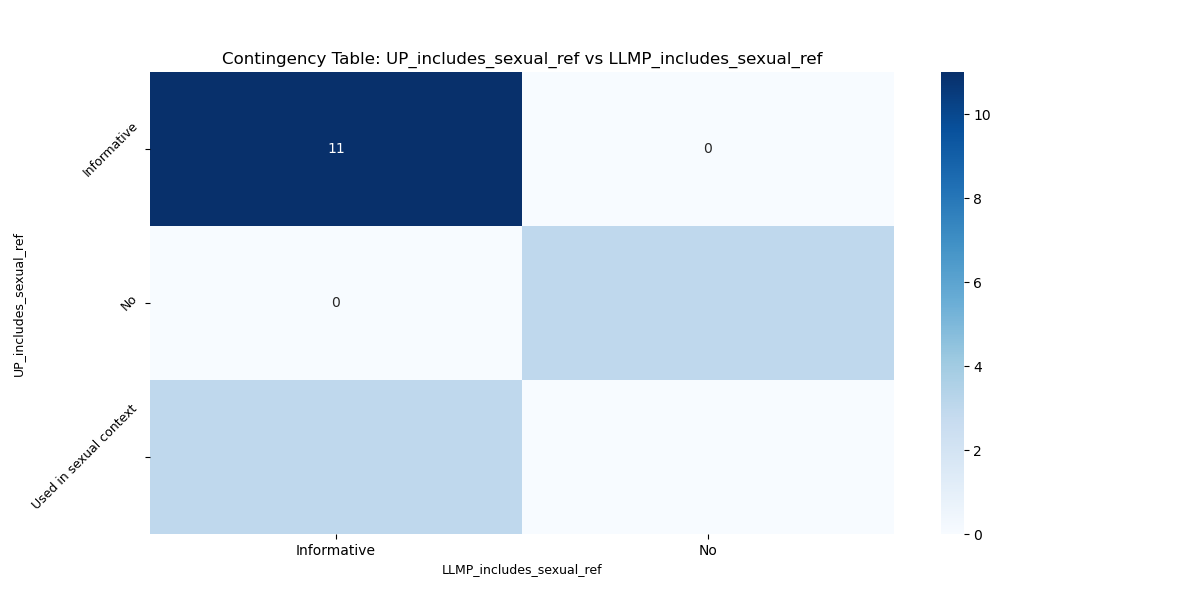 Contingency Table: UP_includes_sexual_ref vs LLMP_includes_sexual_ref
Informative
11
0
10
8
No
0
6
4
Used in sexual context
2
0
UP_includes_sexual_ref
Informative
No
LLMP_includes_sexual_ref